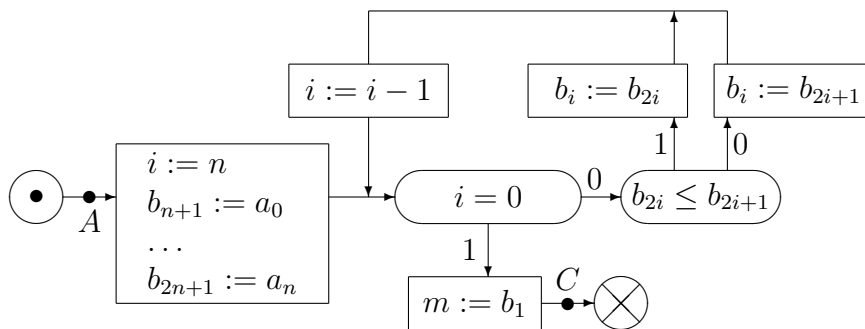 i := i − 1
b_i := b_{2i}
b_i := b_{2i+1}
1
0
A
i := n
b_{n+1} := a_0
...
b_{2n+1} := a_n
i = 0
0
b_{2i} ≤ b_{2i+1}
1
m := b_1
C